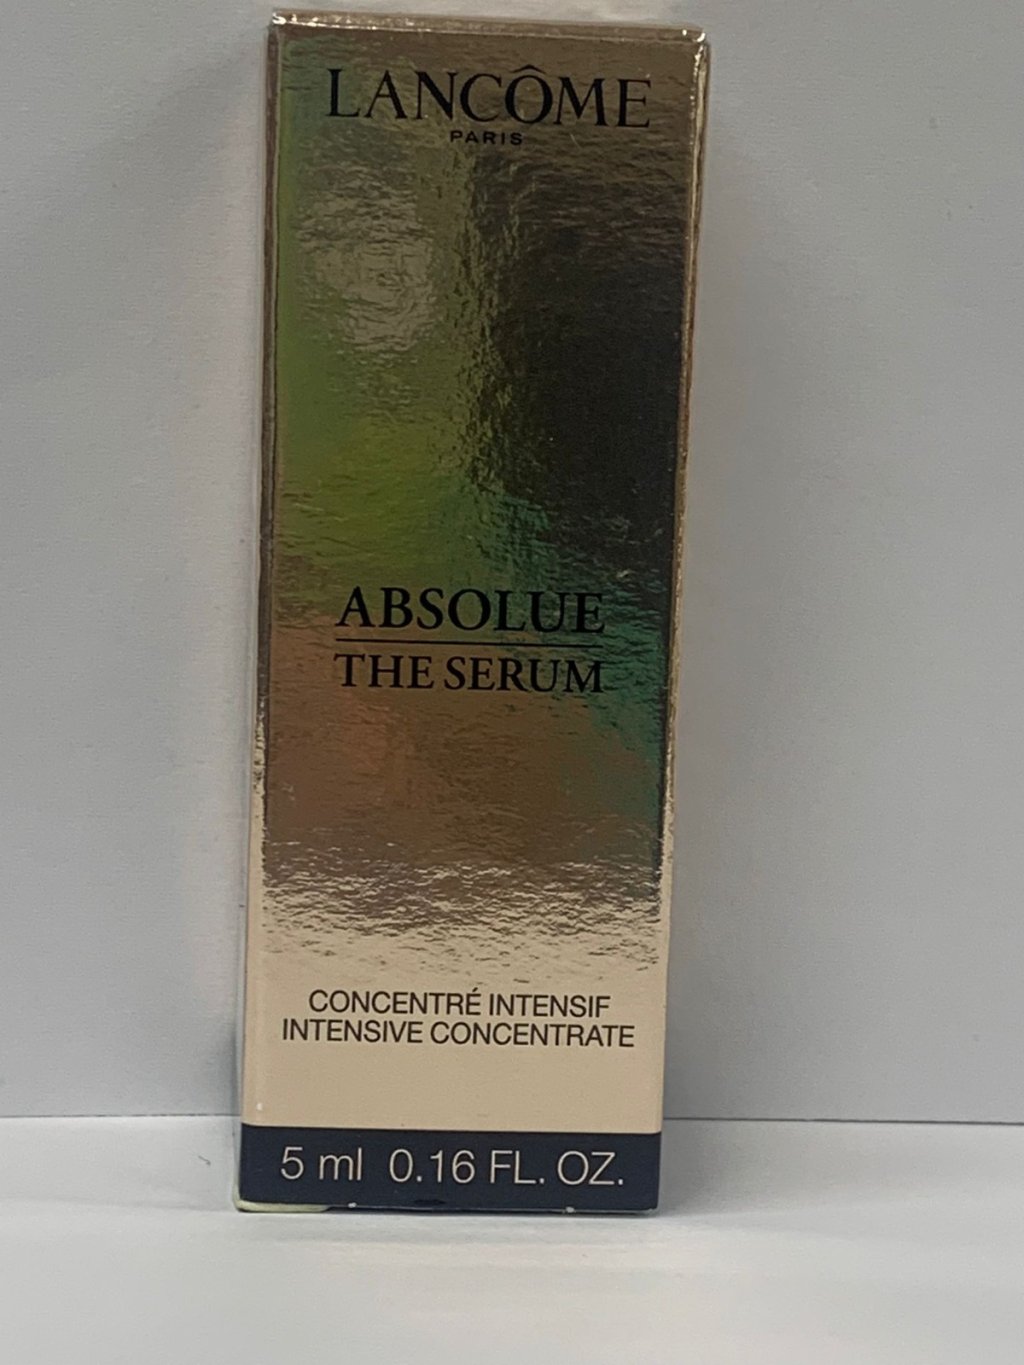 LANCÔME
PARIS
ABSOLUE
THE SERUM
CONCENTRÉ INTENSIF
INTENSIVE CONCENTRATE
5 ml 0.16 FL. OZ.